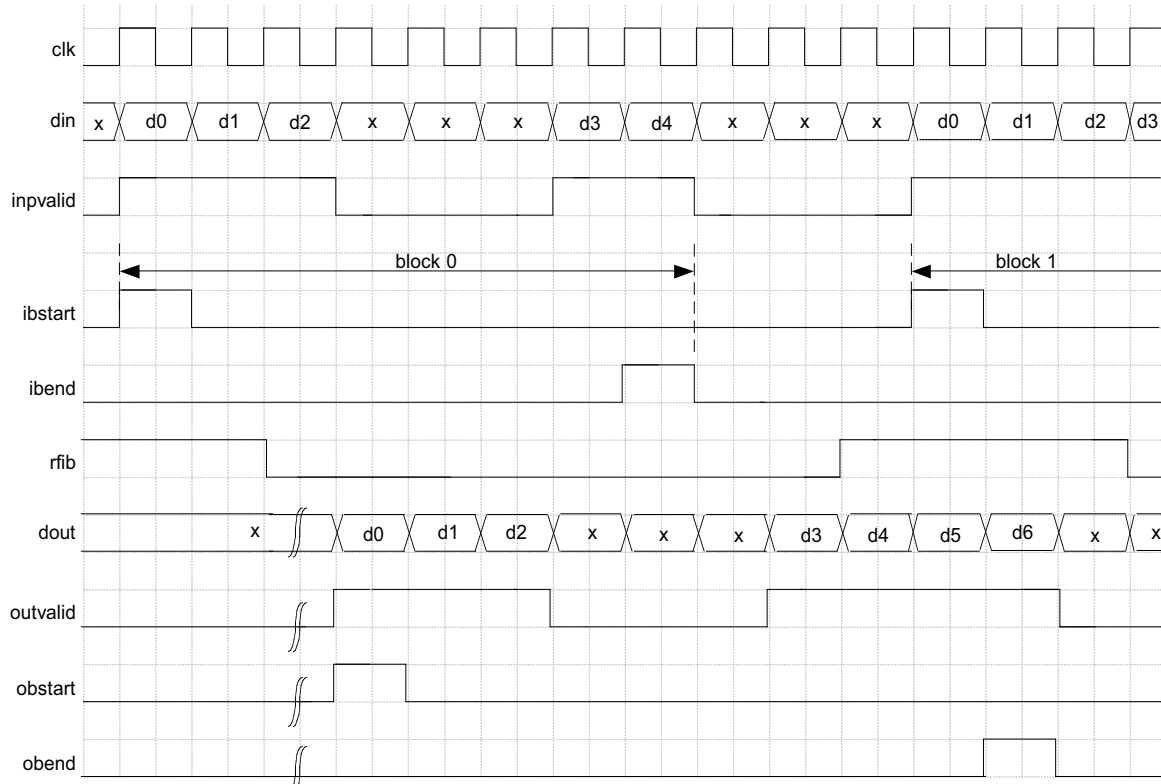 clk
din x d0 d1 d2 x x x d3 d4 x x x d0 d1 d2 d3
inpvalid
block 0 block 1
ibstart
ibend
rfib
dout x d0 d1 d2 x x x d3 d4 d5 d6 x x
outvalid
obstart
obend